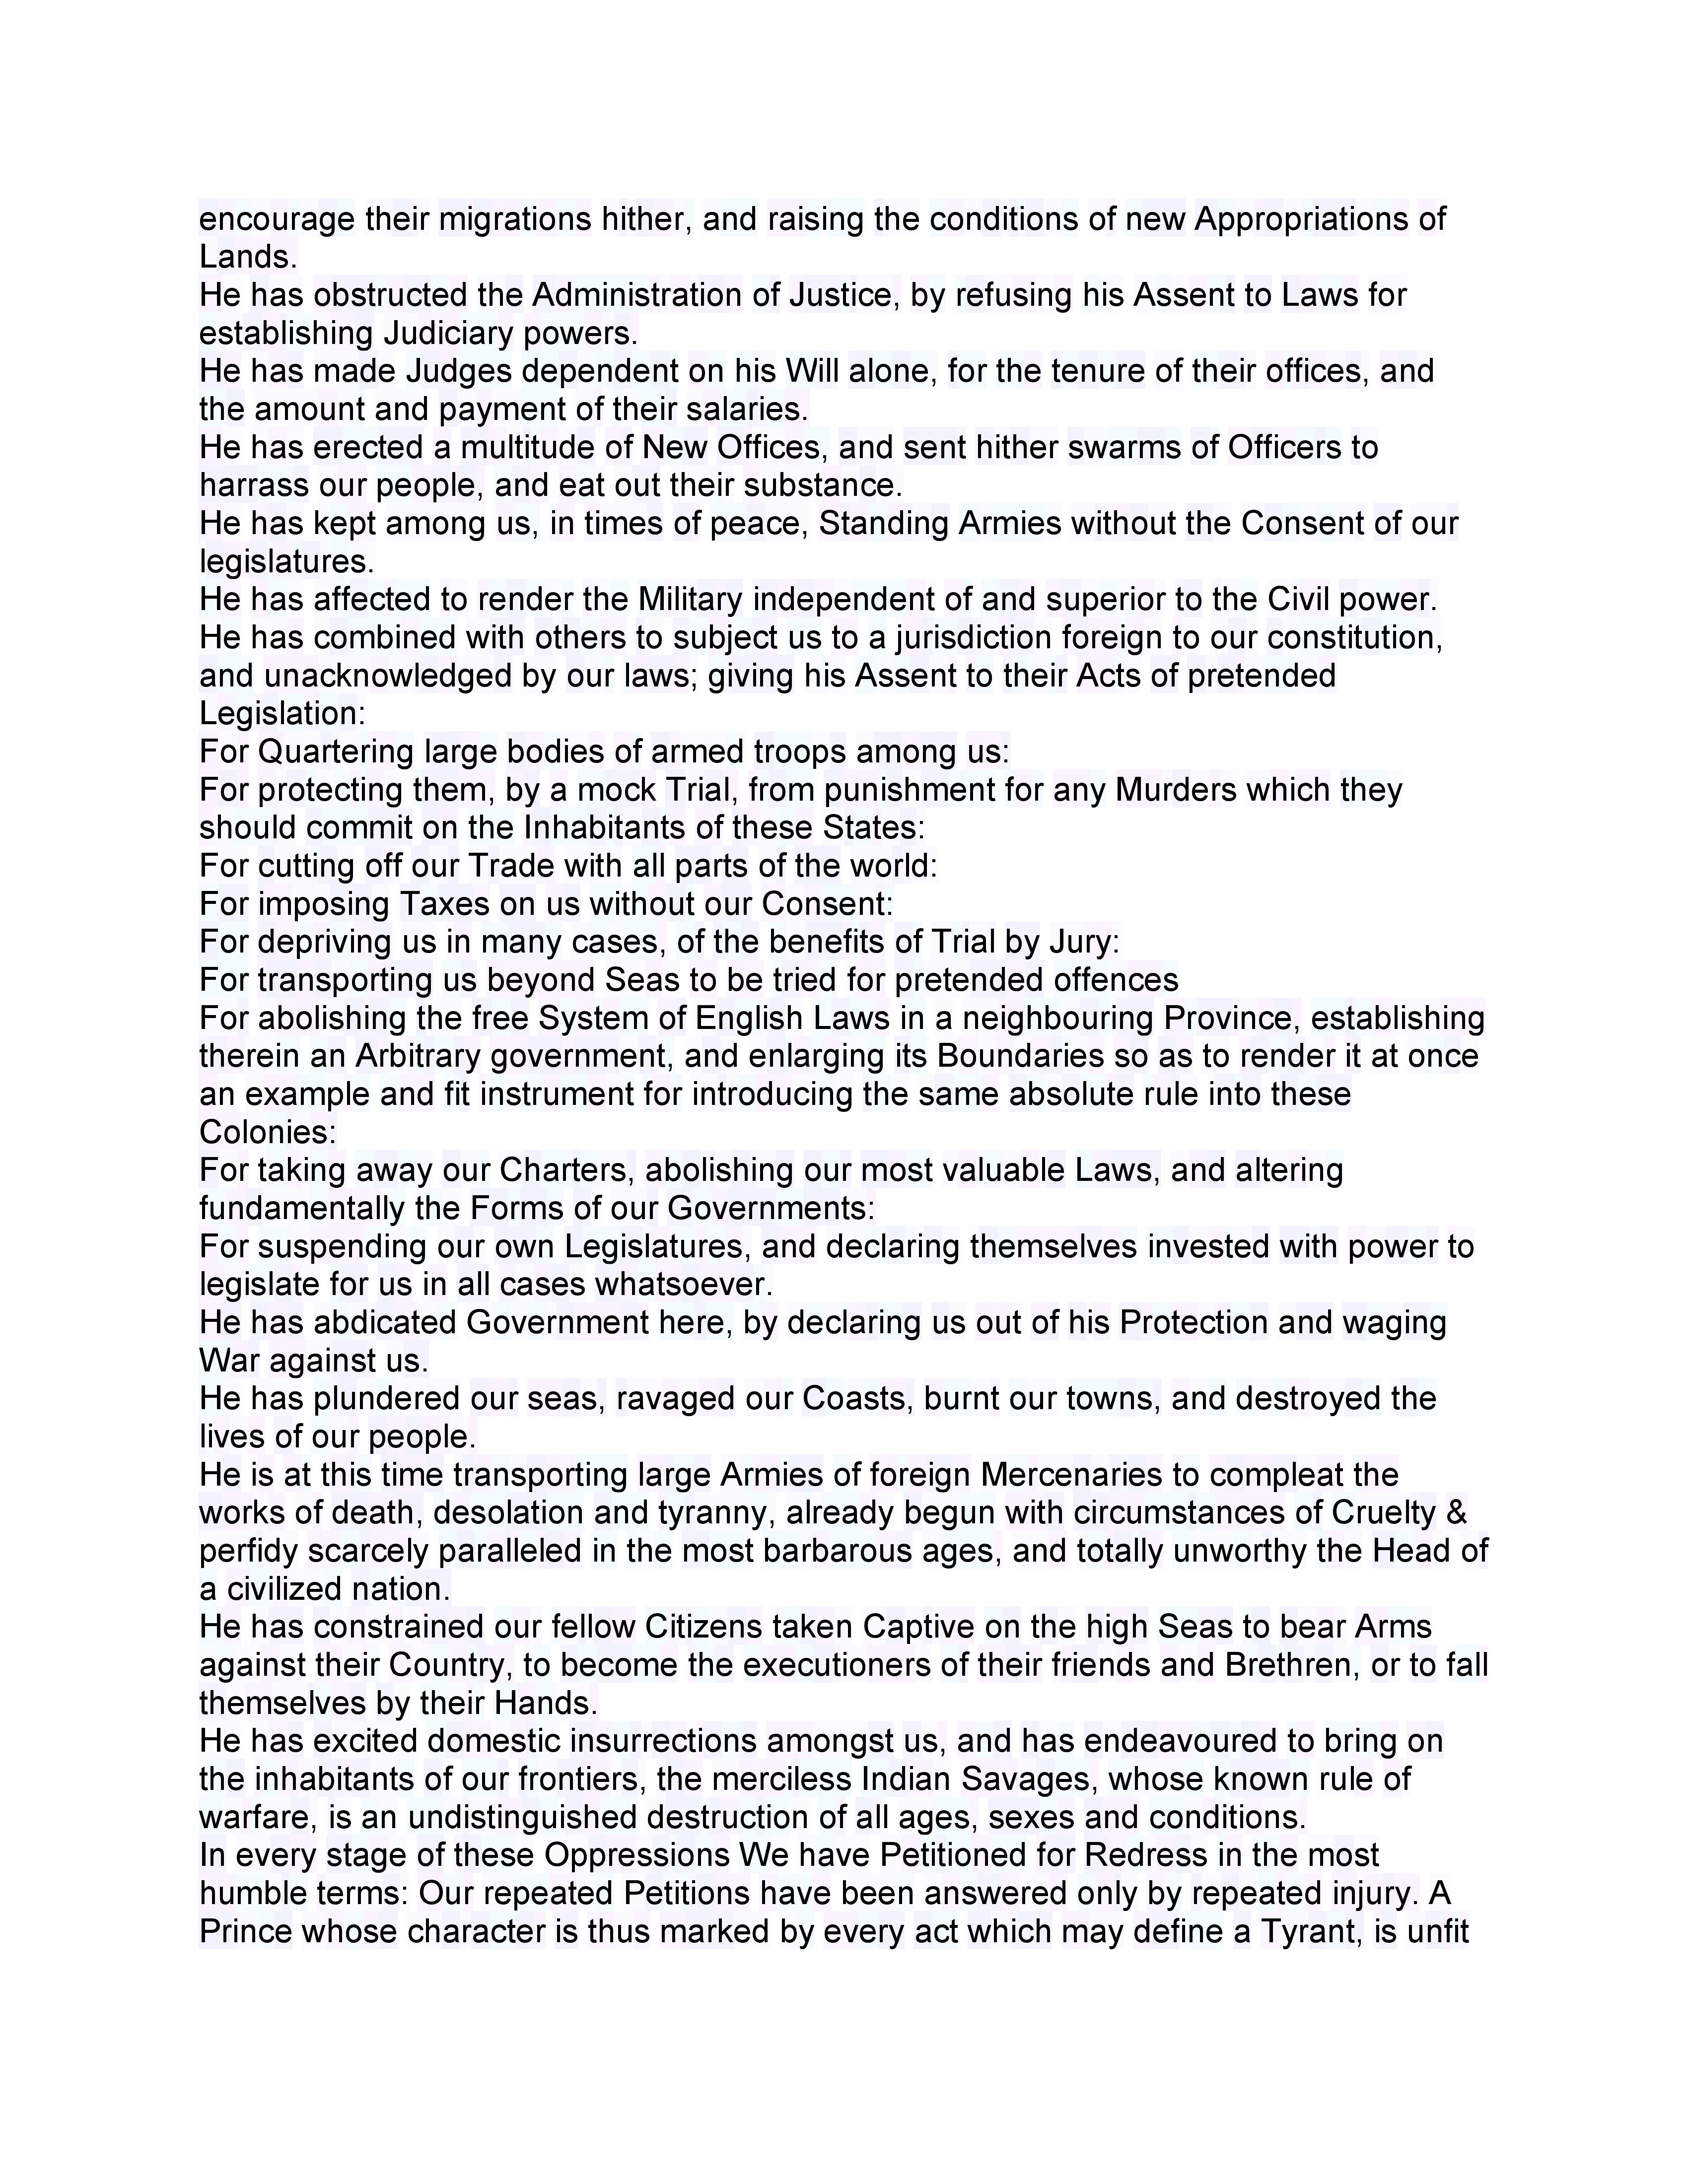 encourage their migrations hither, and raising the conditions of new Appropriations of
Lands.
He has obstructed the Administration of Justice, by refusing his Assent to Laws for
establishing Judiciary powers.
He has made Judges dependent on his Will alone, for the tenure of their offices, and
the amount and payment of their salaries.
He has erected a multitude of New Offices, and sent hither swarms of Officers to
harrass our people, and eat out their substance.
He has kept among us, in times of peace, Standing Armies without the Consent of our
legislatures.
He has affected to render the Military independent of and superior to the Civil power.
He has combined with others to subject us to a jurisdiction foreign to our constitution,
and unacknowledged by our laws; giving his Assent to their Acts of pretended
Legislation:
For Quartering large bodies of armed troops among us:
For protecting them, by a mock Trial, from punishment for any Murders which they
should commit on the Inhabitants of these States:
For cutting off our Trade with all parts of the world:
For imposing Taxes on us without our Consent:
For depriving us in many cases, of the benefits of Trial by Jury:
For transporting us beyond Seas to be tried for pretended offences
For abolishing the free System of English Laws in a neighbouring Province, establishing
therein an Arbitrary government, and enlarging its Boundaries so as to render it at once
an example and fit instrument for introducing the same absolute rule into these
Colonies:
For taking away our Charters, abolishing our most valuable Laws, and altering
fundamentally the Forms of our Governments:
For suspending our own Legislatures, and declaring themselves invested with power to
legislate for us in all cases whatsoever.
He has abdicated Government here, by declaring us out of his Protection and waging
War against us.
He has plundered our seas, ravaged our Coasts, burnt our towns, and destroyed the
lives of our people.
He is at this time transporting large Armies of foreign Mercenaries to compleat the
works of death, desolation and tyranny, already begun with circumstances of Cruelty &
perfidy scarcely paralleled in the most barbarous ages, and totally unworthy the Head of
a civilized nation.
He has constrained our fellow Citizens taken Captive on the high Seas to bear Arms
against their Country, to become the executioners of their friends and Brethren, or to fall
themselves by their Hands.
He has excited domestic insurrections amongst us, and has endeavoured to bring on
the inhabitants of our frontiers, the merciless Indian Savages, whose known rule of
warfare, is an undistinguished destruction of all ages, sexes and conditions.
In every stage of these Oppressions We have Petitioned for Redress in the most
humble terms: Our repeated Petitions have been answered only by repeated injury. A
Prince whose character is thus marked by every act which may define a Tyrant, is unfit